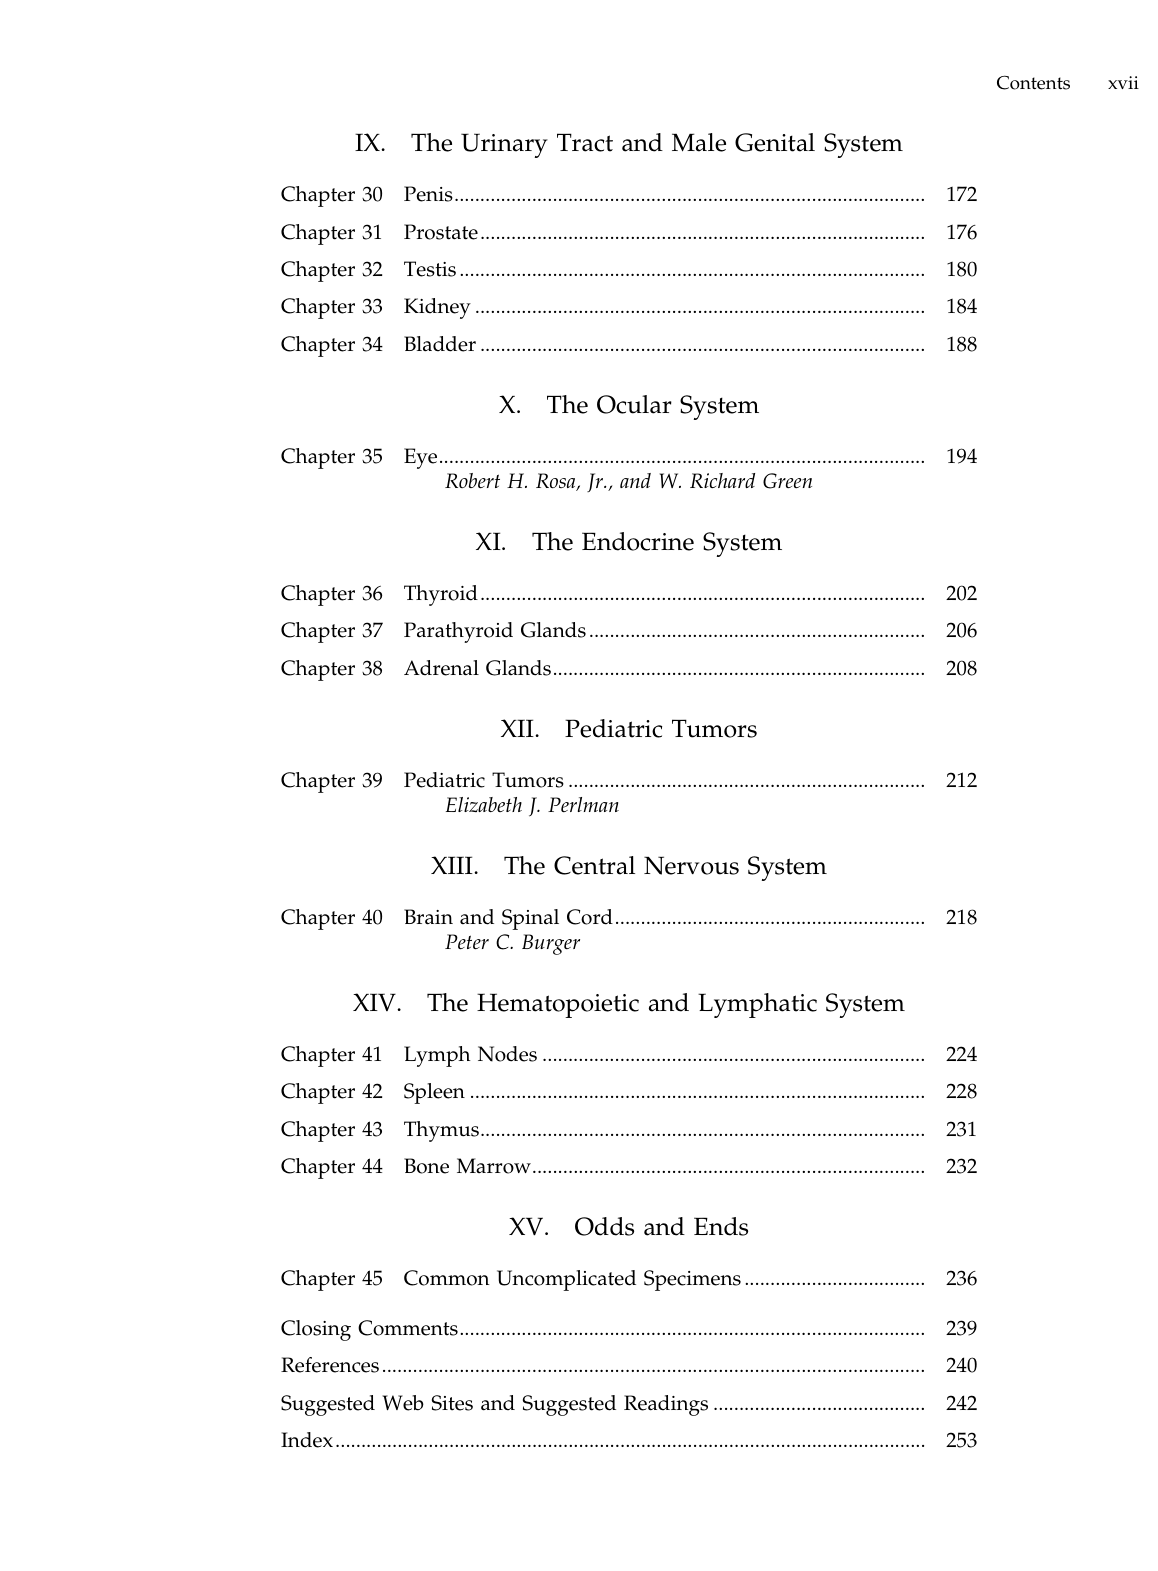 Contents xvii
IX. The Urinary Tract and Male Genital System
Chapter 30 Penis........................................................................................... 172
Chapter 31 Prostate...................................................................................... 176
Chapter 32 Testis.......................................................................................... 180
Chapter 33 Kidney ....................................................................................... 184
Chapter 34 Bladder ...................................................................................... 188
X. The Ocular System
Chapter 35 Eye.............................................................................................. 194
Robert H. Rosa, Jr., and W. Richard Green
XI. The Endocrine System
Chapter 36 Thyroid...................................................................................... 202
Chapter 37 Parathyroid Glands................................................................. 206
Chapter 38 Adrenal Glands........................................................................ 208
XII. Pediatric Tumors
Chapter 39 Pediatric Tumors ..................................................................... 212
Elizabeth J. Perlman
XIII. The Central Nervous System
Chapter 40 Brain and Spinal Cord............................................................ 218
Peter C. Burger
XIV. The Hematopoietic and Lymphatic System
Chapter 41 Lymph Nodes .......................................................................... 224
Chapter 42 Spleen ........................................................................................ 228
Chapter 43 Thymus...................................................................................... 231
Chapter 44 Bone Marrow............................................................................ 232
XV. Odds and Ends
Chapter 45 Common Uncomplicated Specimens................................... 236
Closing Comments.......................................................................................... 239
References......................................................................................................... 240
Suggested Web Sites and Suggested Readings ......................................... 242
Index.................................................................................................................. 253